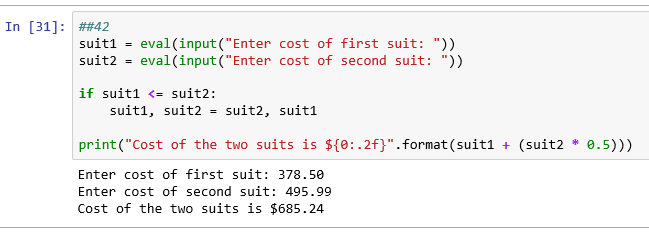 In [31]: ##42
suit1 = eval(input("Enter cost of first suit: "))
suit2 = eval(input("Enter cost of second suit: "))
if suit1 <= suit2:
suit1, suit2 = suit2, suit1
print("Cost of the two suits is ${0:.2f}".format(suit1 + (suit2 * 0.5)))
Enter cost of first suit: 378.50
Enter cost of second suit: 495.99
Cost of the two suits is $685.24